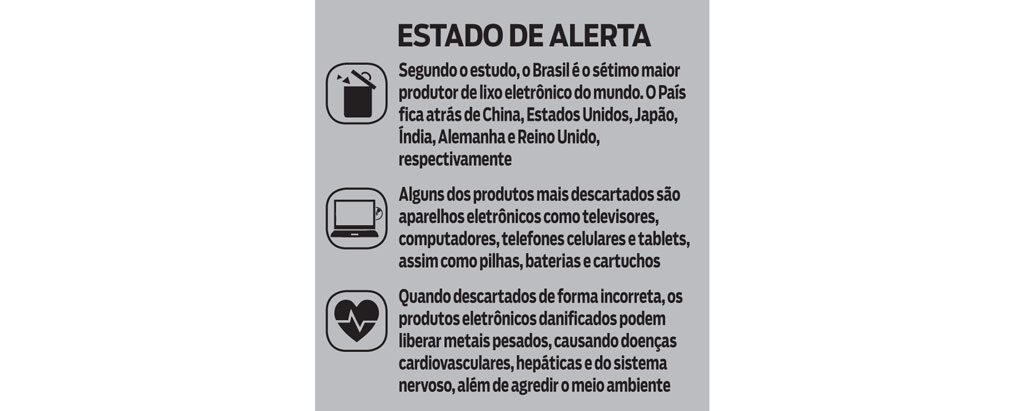 ESTADO DE ALERTA
Segundo o estudo, o Brasil é o sétimo maior
produtor de lixo eletrônico do mundo. O País
fica atrás de China, Estados Unidos, Japão,
Índia, Alemanha e Reino Unido,
respectivamente
Alguns dos produtos mais descartados são
aparelhos eletrônicos como televisores,
computadores, telefones celulares e tablets,
assim como pilhas, baterias e cartuchos
Quando descartados de forma incorreta, os
produtos eletrônicos danificados podem
liberar metais pesados, causando doenças
cardiovasculares, hepáticas e do sistema
nervoso, além de agredir o meio ambiente